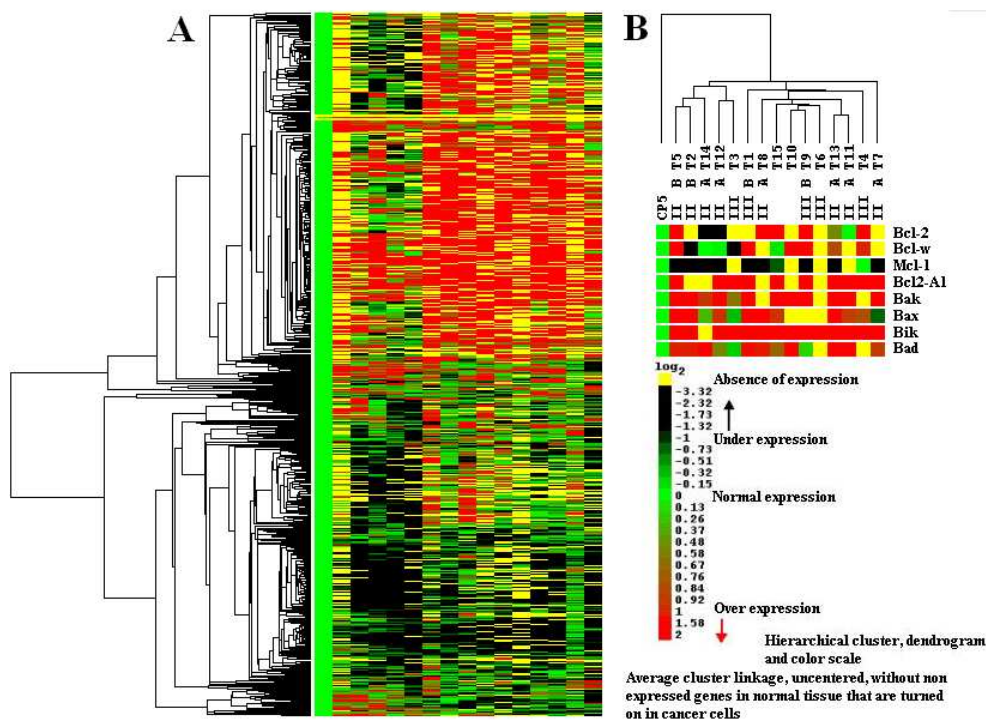 A
B
CP5
II B T5
II B T2
II A T14
II A T12
III T3
III B T1
II A T8
T15
T10
III B T9
III T6
II A T13
II A T11
III T4
II A T7
Bcl-2
Bcl-w
Mcl-1
Bcl2-A1
Bak
Bax
Bik
Bad
log2
Absence of expression
-3.32
-2.32
-1.73
-1.32
Under expression
-1
-0.73
-0.51
-0.32
-0.15
Normal expression
0
0.13
0.26
0.37
0.48
0.58
0.67
0.76
0.84
0.92
Over expression
1
1.58
2
Hierarchical cluster, dendrogram
and color scale
Average cluster linkage, uncentered, without non
expressed genes in normal tissue that are turned
on in cancer cells